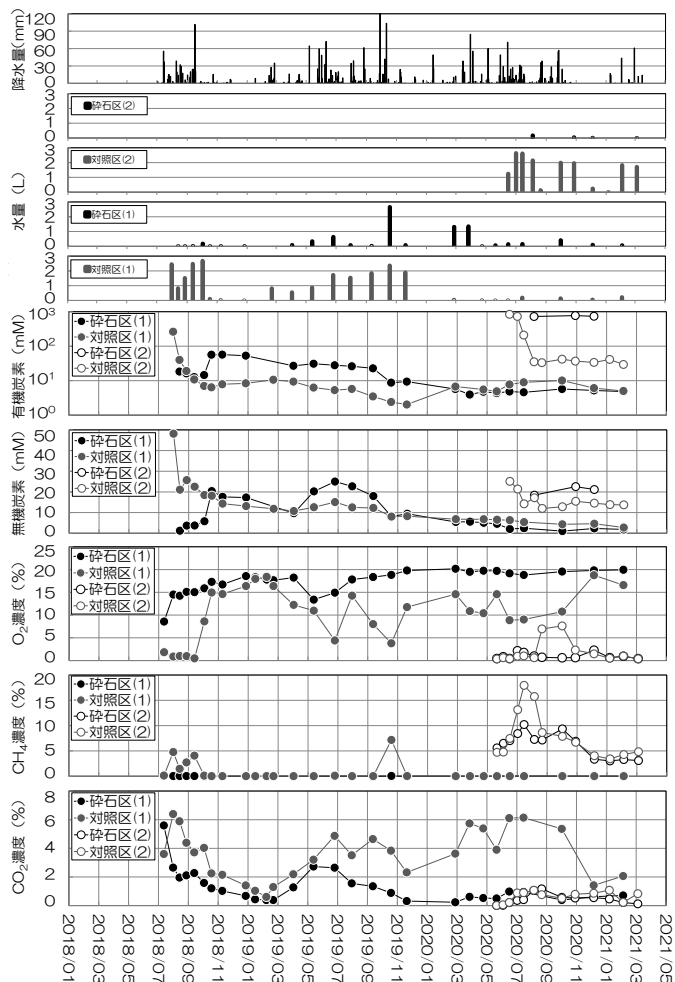 降水量(mm)
120
90
60
30
0
水量（L）
3
2
1
0
砕石区(2)
3
2
1
0
対照区(2)
3
2
1
0
砕石区(1)
3
2
1
0
対照区(1)
有機炭素（mM）
10³
10²
10¹
10⁰
砕石区(1)
対照区(1)
砕石区(2)
対照区(2)
無機炭素（mM）
50
40
30
20
10
0
砕石区(1)
対照区(1)
砕石区(2)
対照区(2)
O₂濃度（%）
25
20
15
10
5
0
砕石区(1)
対照区(1)
砕石区(2)
対照区(2)
CH₄濃度（%）
20
15
10
5
0
砕石区(1)
対照区(1)
砕石区(2)
対照区(2)
CO₂濃度（%）
8
6
4
2
0
砕石区(1)
対照区(1)
砕石区(2)
対照区(2)
2018/01
2018/03
2018/05
2018/07
2018/09
2018/11
2019/01
2019/03
2019/05
2019/07
2019/09
2019/11
2020/01
2020/03
2020/05
2020/07
2020/09
2020/11
2021/01
2021/03
2021/05